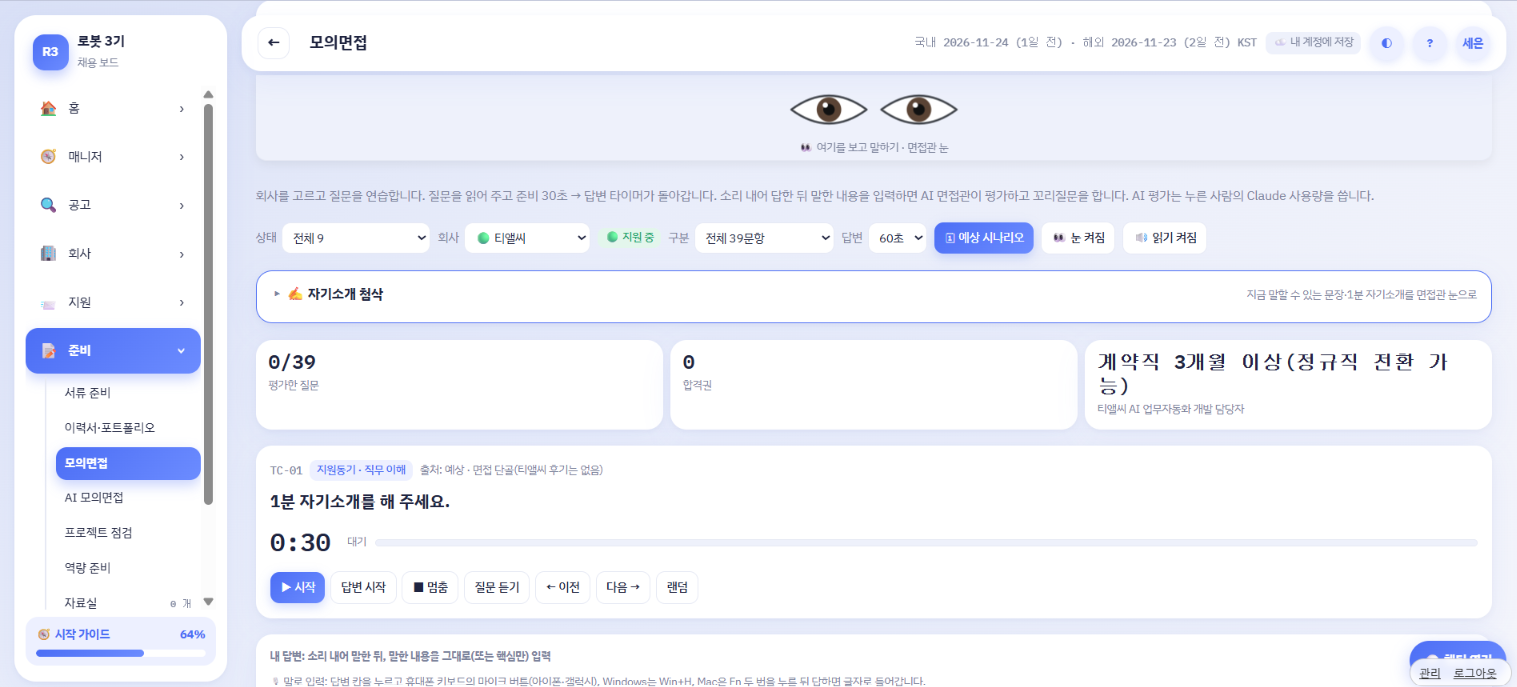 R3
로봇 3기
채용 보드
홈
매니저
공고
회사
지원
준비
서류 준비
이력서·포트폴리오
모의면접
AI 모의면접
프로젝트 점검
역량 준비
자료실 0 개
시작 가이드 64%
← 모의면접
국내 2026-11-24 (1일 전) · 해외 2026-11-23 (2일 전) KST 내 계정에 저장 ? 세은
여기를 보고 말하기 · 면접관 눈
회사를 고르고 질문을 연습합니다. 질문을 읽어 주고 준비 30초 → 답변 타이머가 돌아갑니다. 소리 내어 답한 뒤 말한 내용을 입력하면 AI 면접관이 평가하고 꼬리질문을 합니다. AI 평가는 누른 사람의 Claude 사용량을 씁니다.
상태 전체 9 회사 티앨씨 지원 중 구분 전체 39문항 답변 60초 예상 시나리오 눈 켜짐 읽기 켜짐
▸ 자기소개 첨삭 지금 말할 수 있는 문장·1분 자기소개를 면접관 눈으로
0/39
평가한 질문
0
합격권
계약직 3개월 이상(정규직 전환 가
능)
티앨씨 AI 업무자동화 개발 담당자
TC-01 지원동기 · 직무 이해 출처: 예상 · 면접 단골(티앨씨 후기는 없음)
1분 자기소개를 해 주세요.
0:30 대기
▶ 시작 답변 시작 ■ 멈춤 질문 듣기 ← 이전 다음 → 랜덤
내 답변: 소리 내어 말한 뒤, 말한 내용을 그대로(또는 핵심만) 입력
말로 입력: 답변 칸을 누르고 휴대폰 키보드의 마이크 버튼(아이폰·갤럭시), Windows는 Win+H, Mac은 Fn 두 번을 누른 뒤 답하면 글자로 들어갑니다.
관리 로그아웃